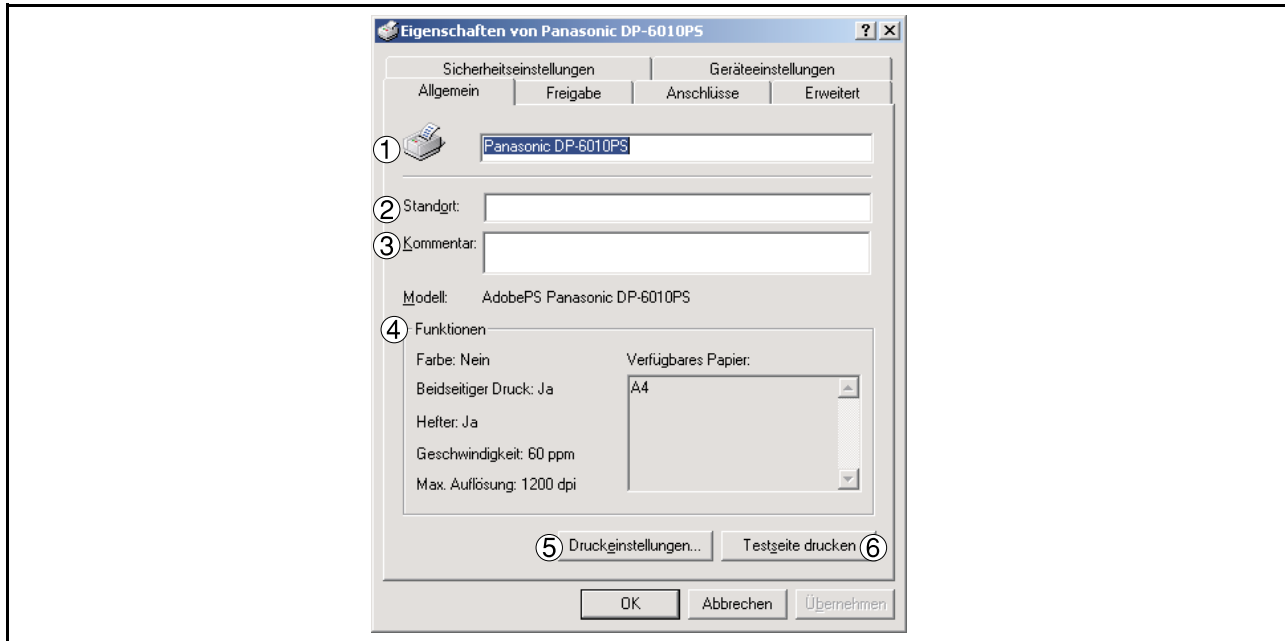 Eigenschaften von Panasonic DP-6010PS
Sicherheitseinstellungen Geräteeinstellungen
Allgemein Freigabe Anschlüsse Erweitert
① Panasonic DP-6010PS
② Standort:
③ Kommentar:
Modell: AdobePS Panasonic DP-6010PS
④ Funktionen
Farbe: Nein Verfügbares Papier:
Beidseitiger Druck: Ja A4
Hefter: Ja
Geschwindigkeit: 60 ppm
Max. Auflösung: 1200 dpi
⑤ Druckeinstellungen... Testseite drucken ⑥
OK Abbrechen Übernehmen